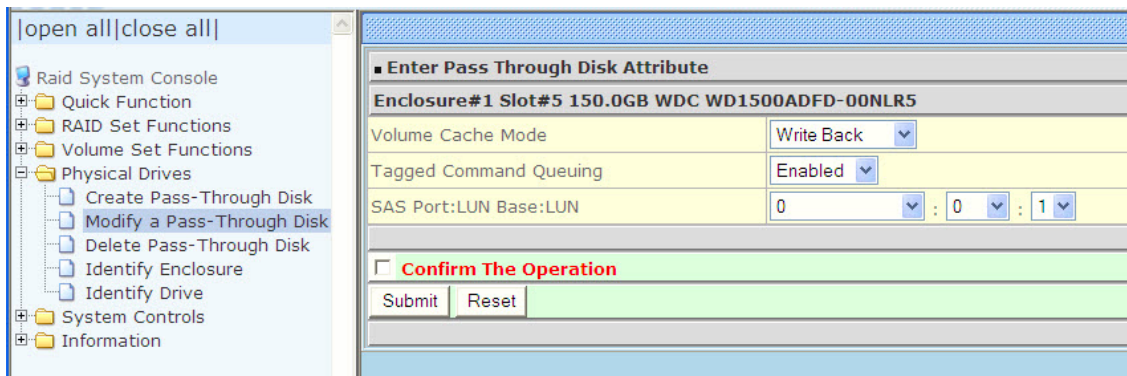 |open all|close all|
Raid System Console
Quick Function
RAID Set Functions
Volume Set Functions
Physical Drives
Create Pass-Through Disk
Modify a Pass-Through Disk
Delete Pass-Through Disk
Identify Enclosure
Identify Drive
System Controls
Information
Enter Pass Through Disk Attribute
Enclosure#1 Slot#5 150.0GB WDC WD1500ADFD-00NLR5
Volume Cache Mode Write Back
Tagged Command Queuing Enabled
SAS Port:LUN Base:LUN 0 : 0 : 1
Confirm The Operation
Submit Reset